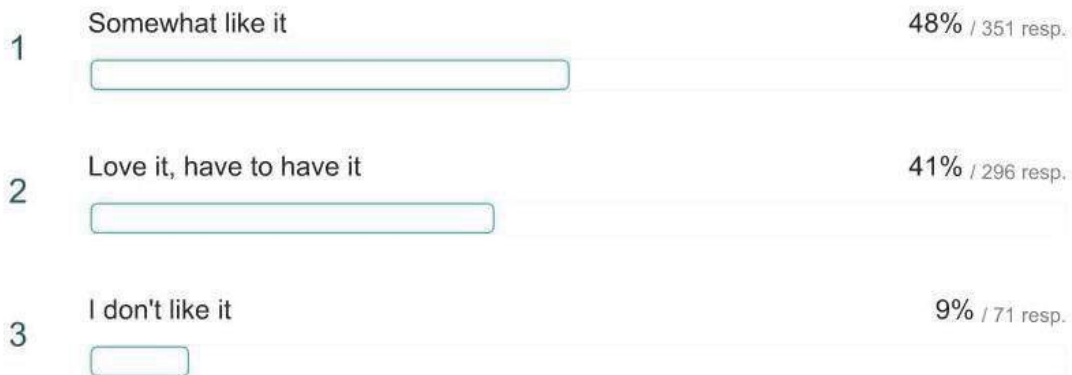 1 Somewhat like it 48% / 351 resp.
2 Love it, have to have it 41% / 296 resp.
3 I don't like it 9% / 71 resp.